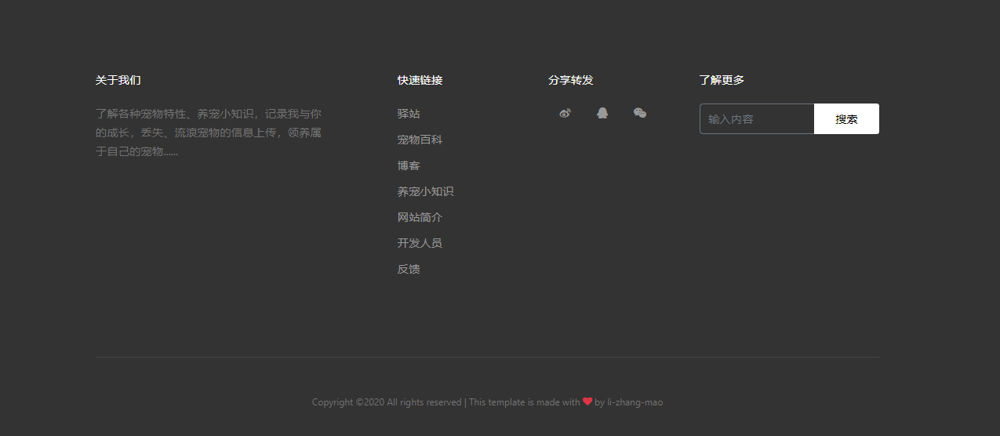 关于我们
了解各种宠物特性、养宠小知识，记录我与你
的成长，丢失、流浪宠物的信息上传，领养属
于自己的宠物......
快速链接
驿站
宠物百科
博客
养宠小知识
网站简介
开发人员
反馈
分享转发
了解更多
输入内容
搜索
Copyright ©2020 All rights reserved | This template is made with ❤ by li-zhang-mao